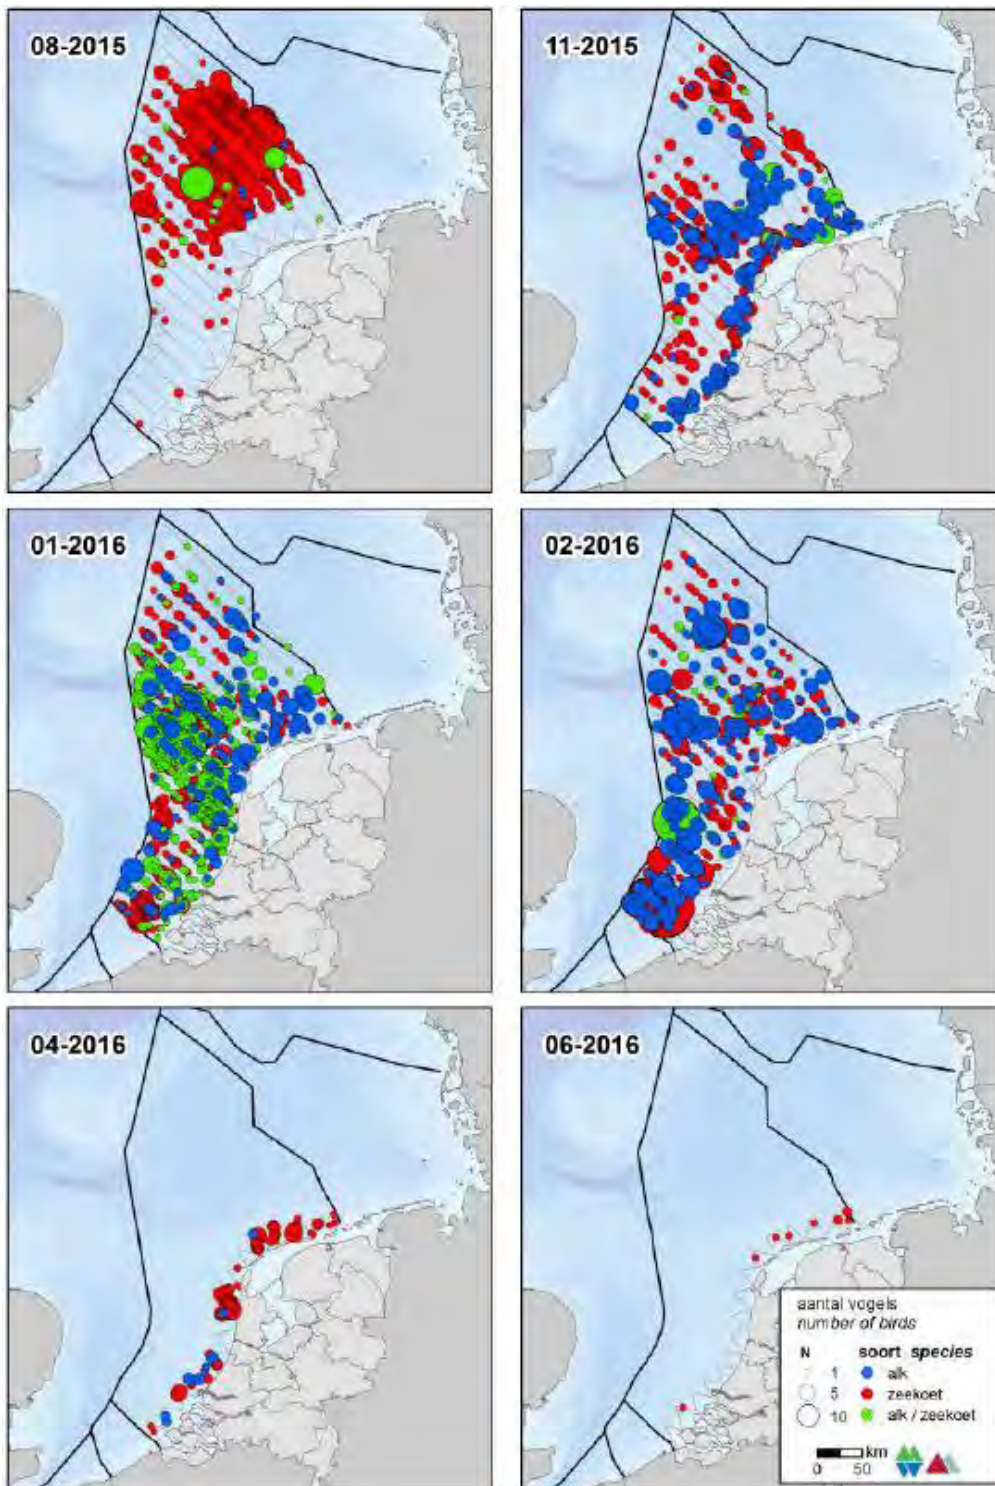 08-2015
11-2015
01-2016
02-2016
04-2016
06-2016
aantal vogels
number of birds
N soort species
1 alk
5 zeekoet
10 alk / zeekoet
km
0 50